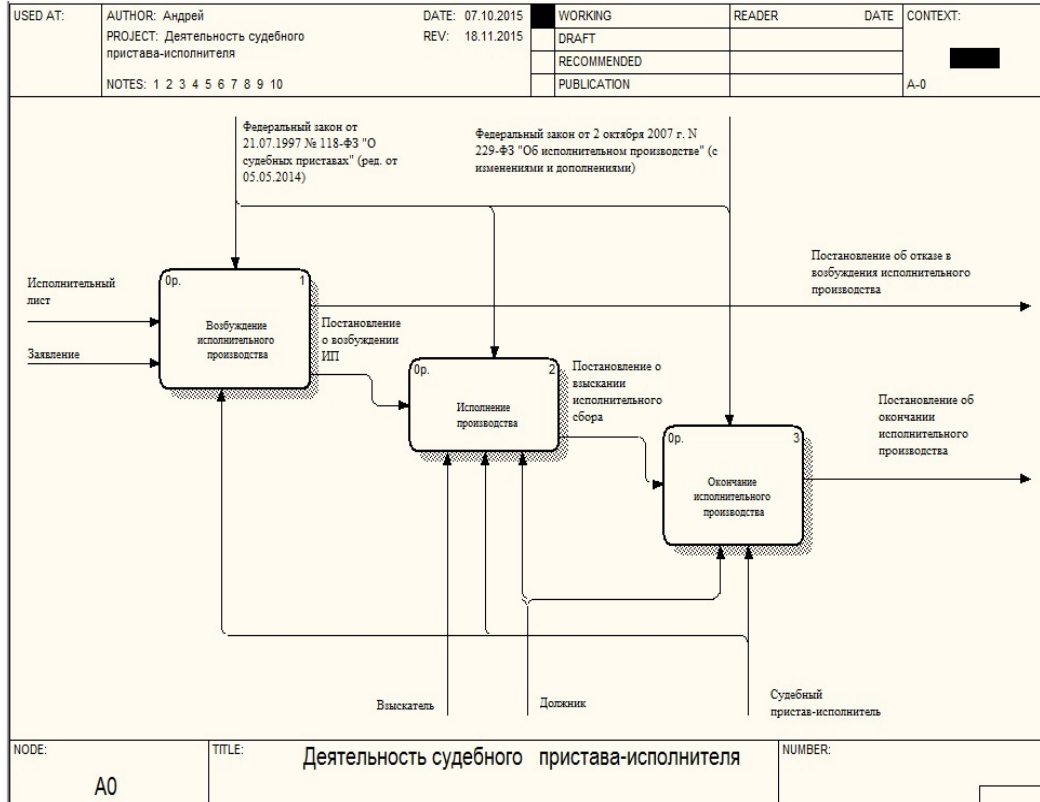 USED AT:
AUTHOR: Андрей
DATE: 07.10.2015
WORKING
READER
DATE
CONTEXT:
PROJECT: Деятельность судебного
пристава-исполнителя
REV: 18.11.2015
DRAFT
RECOMMENDED
NOTES: 1 2 3 4 5 6 7 8 9 10
PUBLICATION
A-0
Федеральный закон от
21.07.1997 № 118-ФЗ "О
судебных приставах" (ред. от
05.05.2014)
Федеральный закон от 2 октября 2007 г. N
229-ФЗ "Об исполнительном производстве" (с
изменениями и дополнениями)
Исполнительный
лист
Заявление
0р. 1
Возбуждение
исполнительного
производства
Постановление об отказе в
возбуждения исполнительного
производства
Постановление
о возбуждении
ИП
0р. 2
Исполнение
производства
Постановление о
взыскании
исполнительного
сбора
0р. 3
Окончание
исполнительного
производства
Постановление об
окончании
исполнительного
производства
Взыскатель
Должник
Судебный
пристав-исполнитель
NODE:
A0
TITLE:
Деятельность судебного пристава-исполнителя
NUMBER: